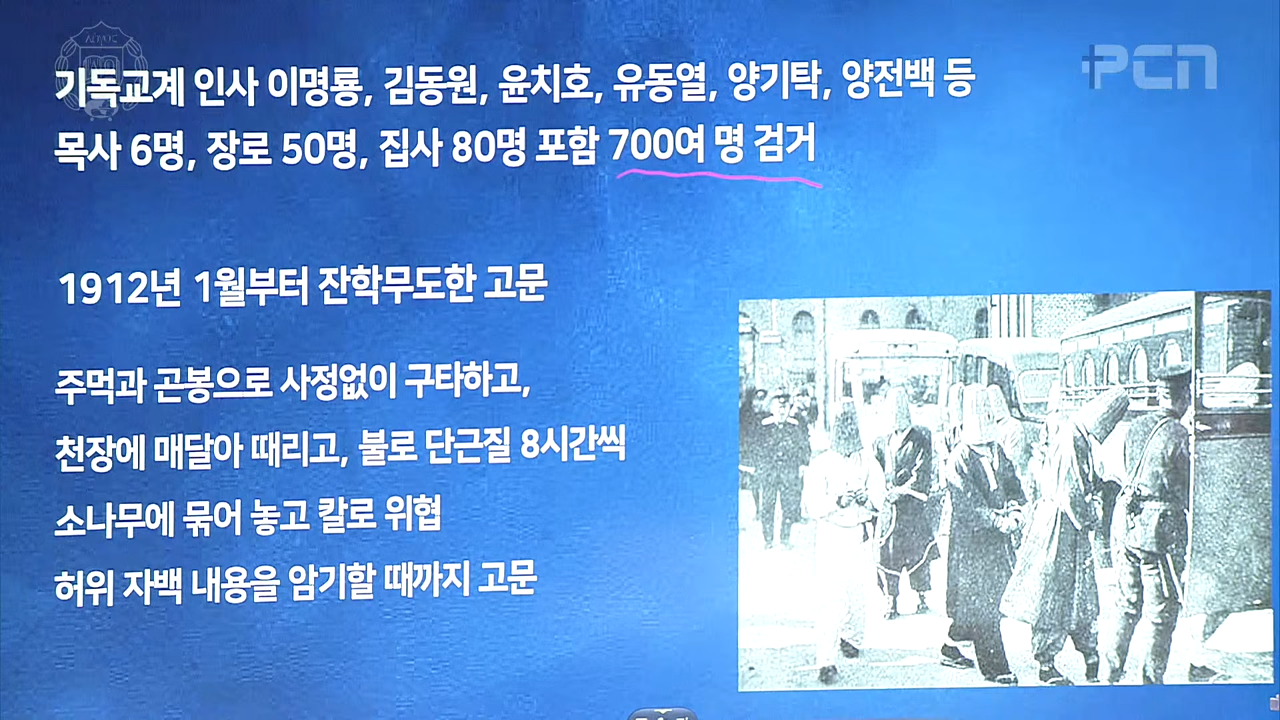 PCN
기독교계 인사 이명룡, 김동원, 윤치호, 유동열, 양기탁, 양전백 등
목사 6명, 장로 50명, 집사 80명 포함 700여 명 검거
1912년 1월부터 잔학무도한 고문
주먹과 곤봉으로 사정없이 구타하고,
천장에 매달아 때리고, 불로 단근질 8시간씩
소나무에 묶어 놓고 칼로 위협
허위 자백 내용을 암기할 때까지 고문